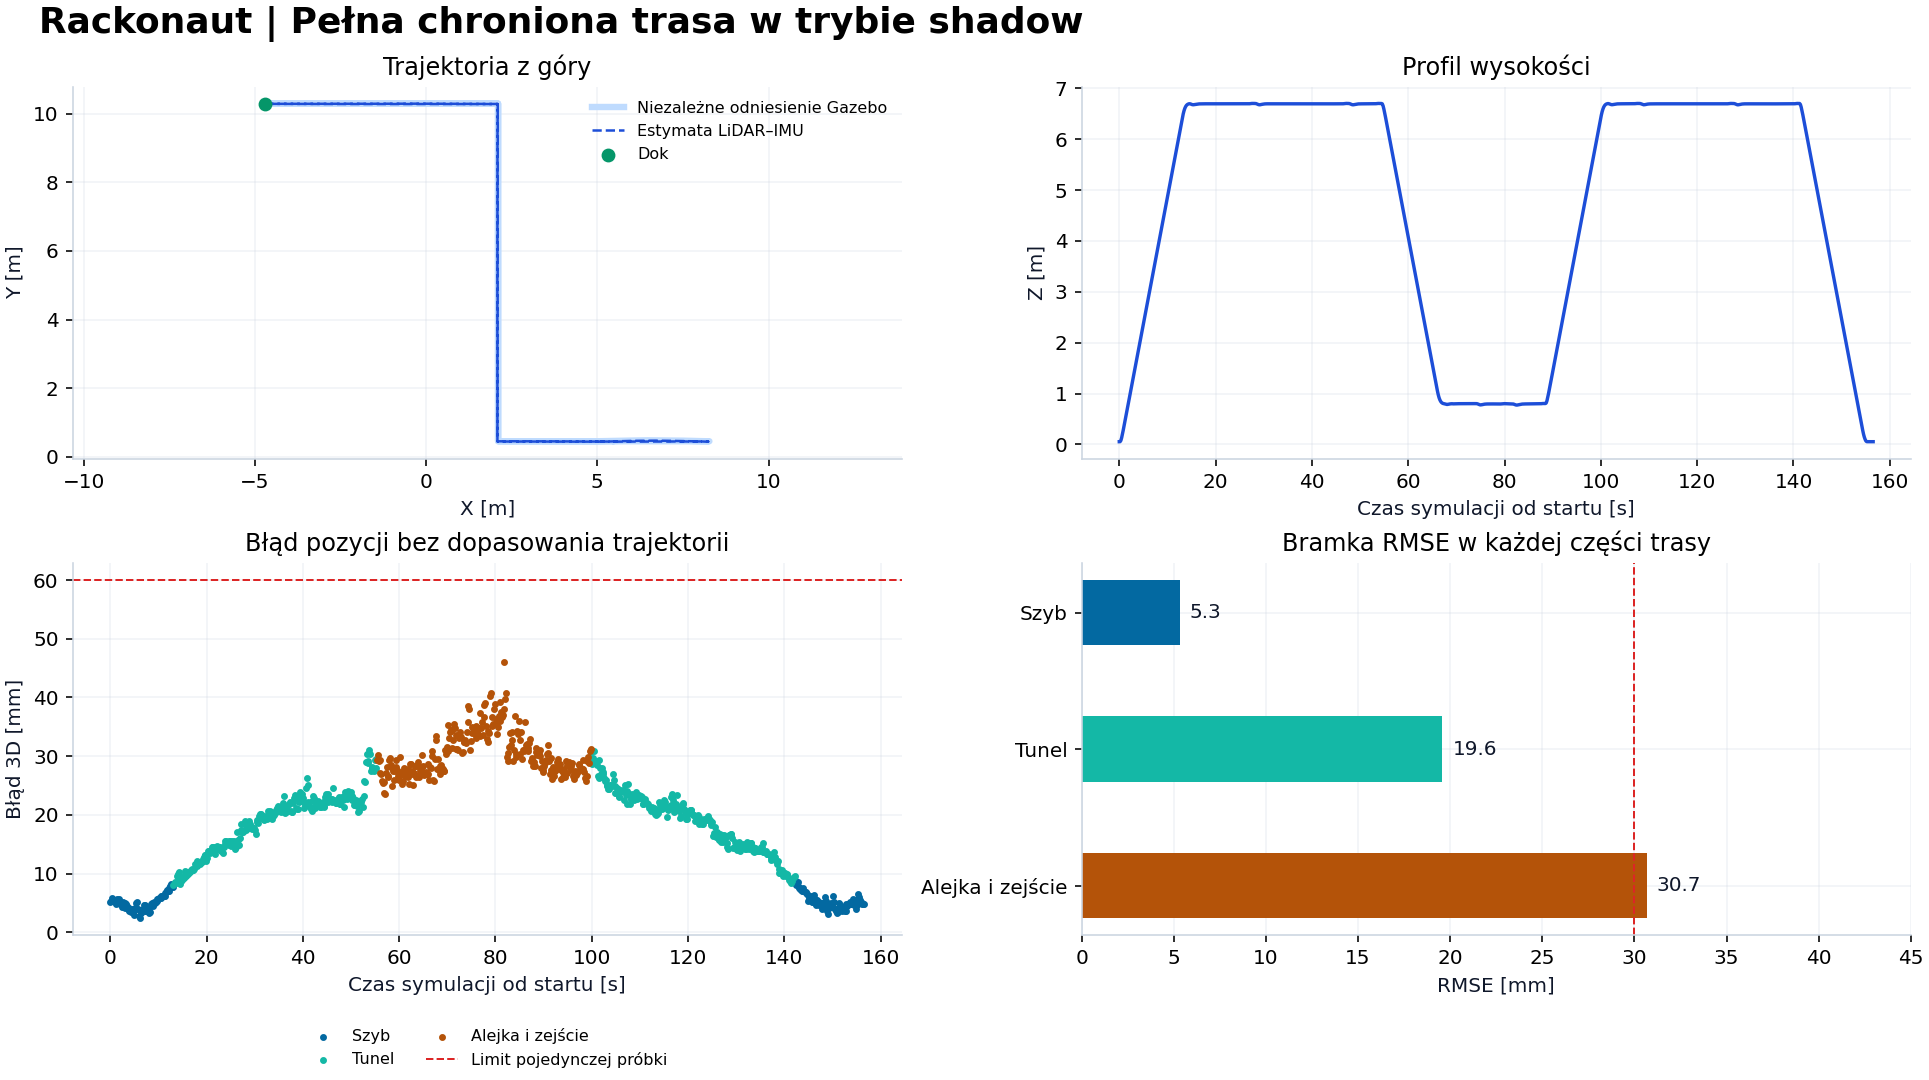 Rackonaut | Pełna chroniona trasa w trybie shadow
Trajektoria z góry
Niezależne odniesienie Gazebo
Estymata LiDAR–IMU
Dok
Y [m]
10
8
6
4
2
0
−10
−5
0
5
10
X [m]
Profil wysokości
Z [m]
7
6
5
4
3
2
1
0
0
20
40
60
80
100
120
140
160
Czas symulacji od startu [s]
Błąd pozycji bez dopasowania trajektorii
Błąd 3D [mm]
60
50
40
30
20
10
0
0
20
40
60
80
100
120
140
160
Czas symulacji od startu [s]
Szyb
Tunel
Alejka i zejście
Limit pojedynczej próbki
Bramka RMSE w każdej części trasy
Szyb
5.3
Tunel
19.6
Alejka i zejście
30.7
0
5
10
15
20
25
30
35
40
45
RMSE [mm]